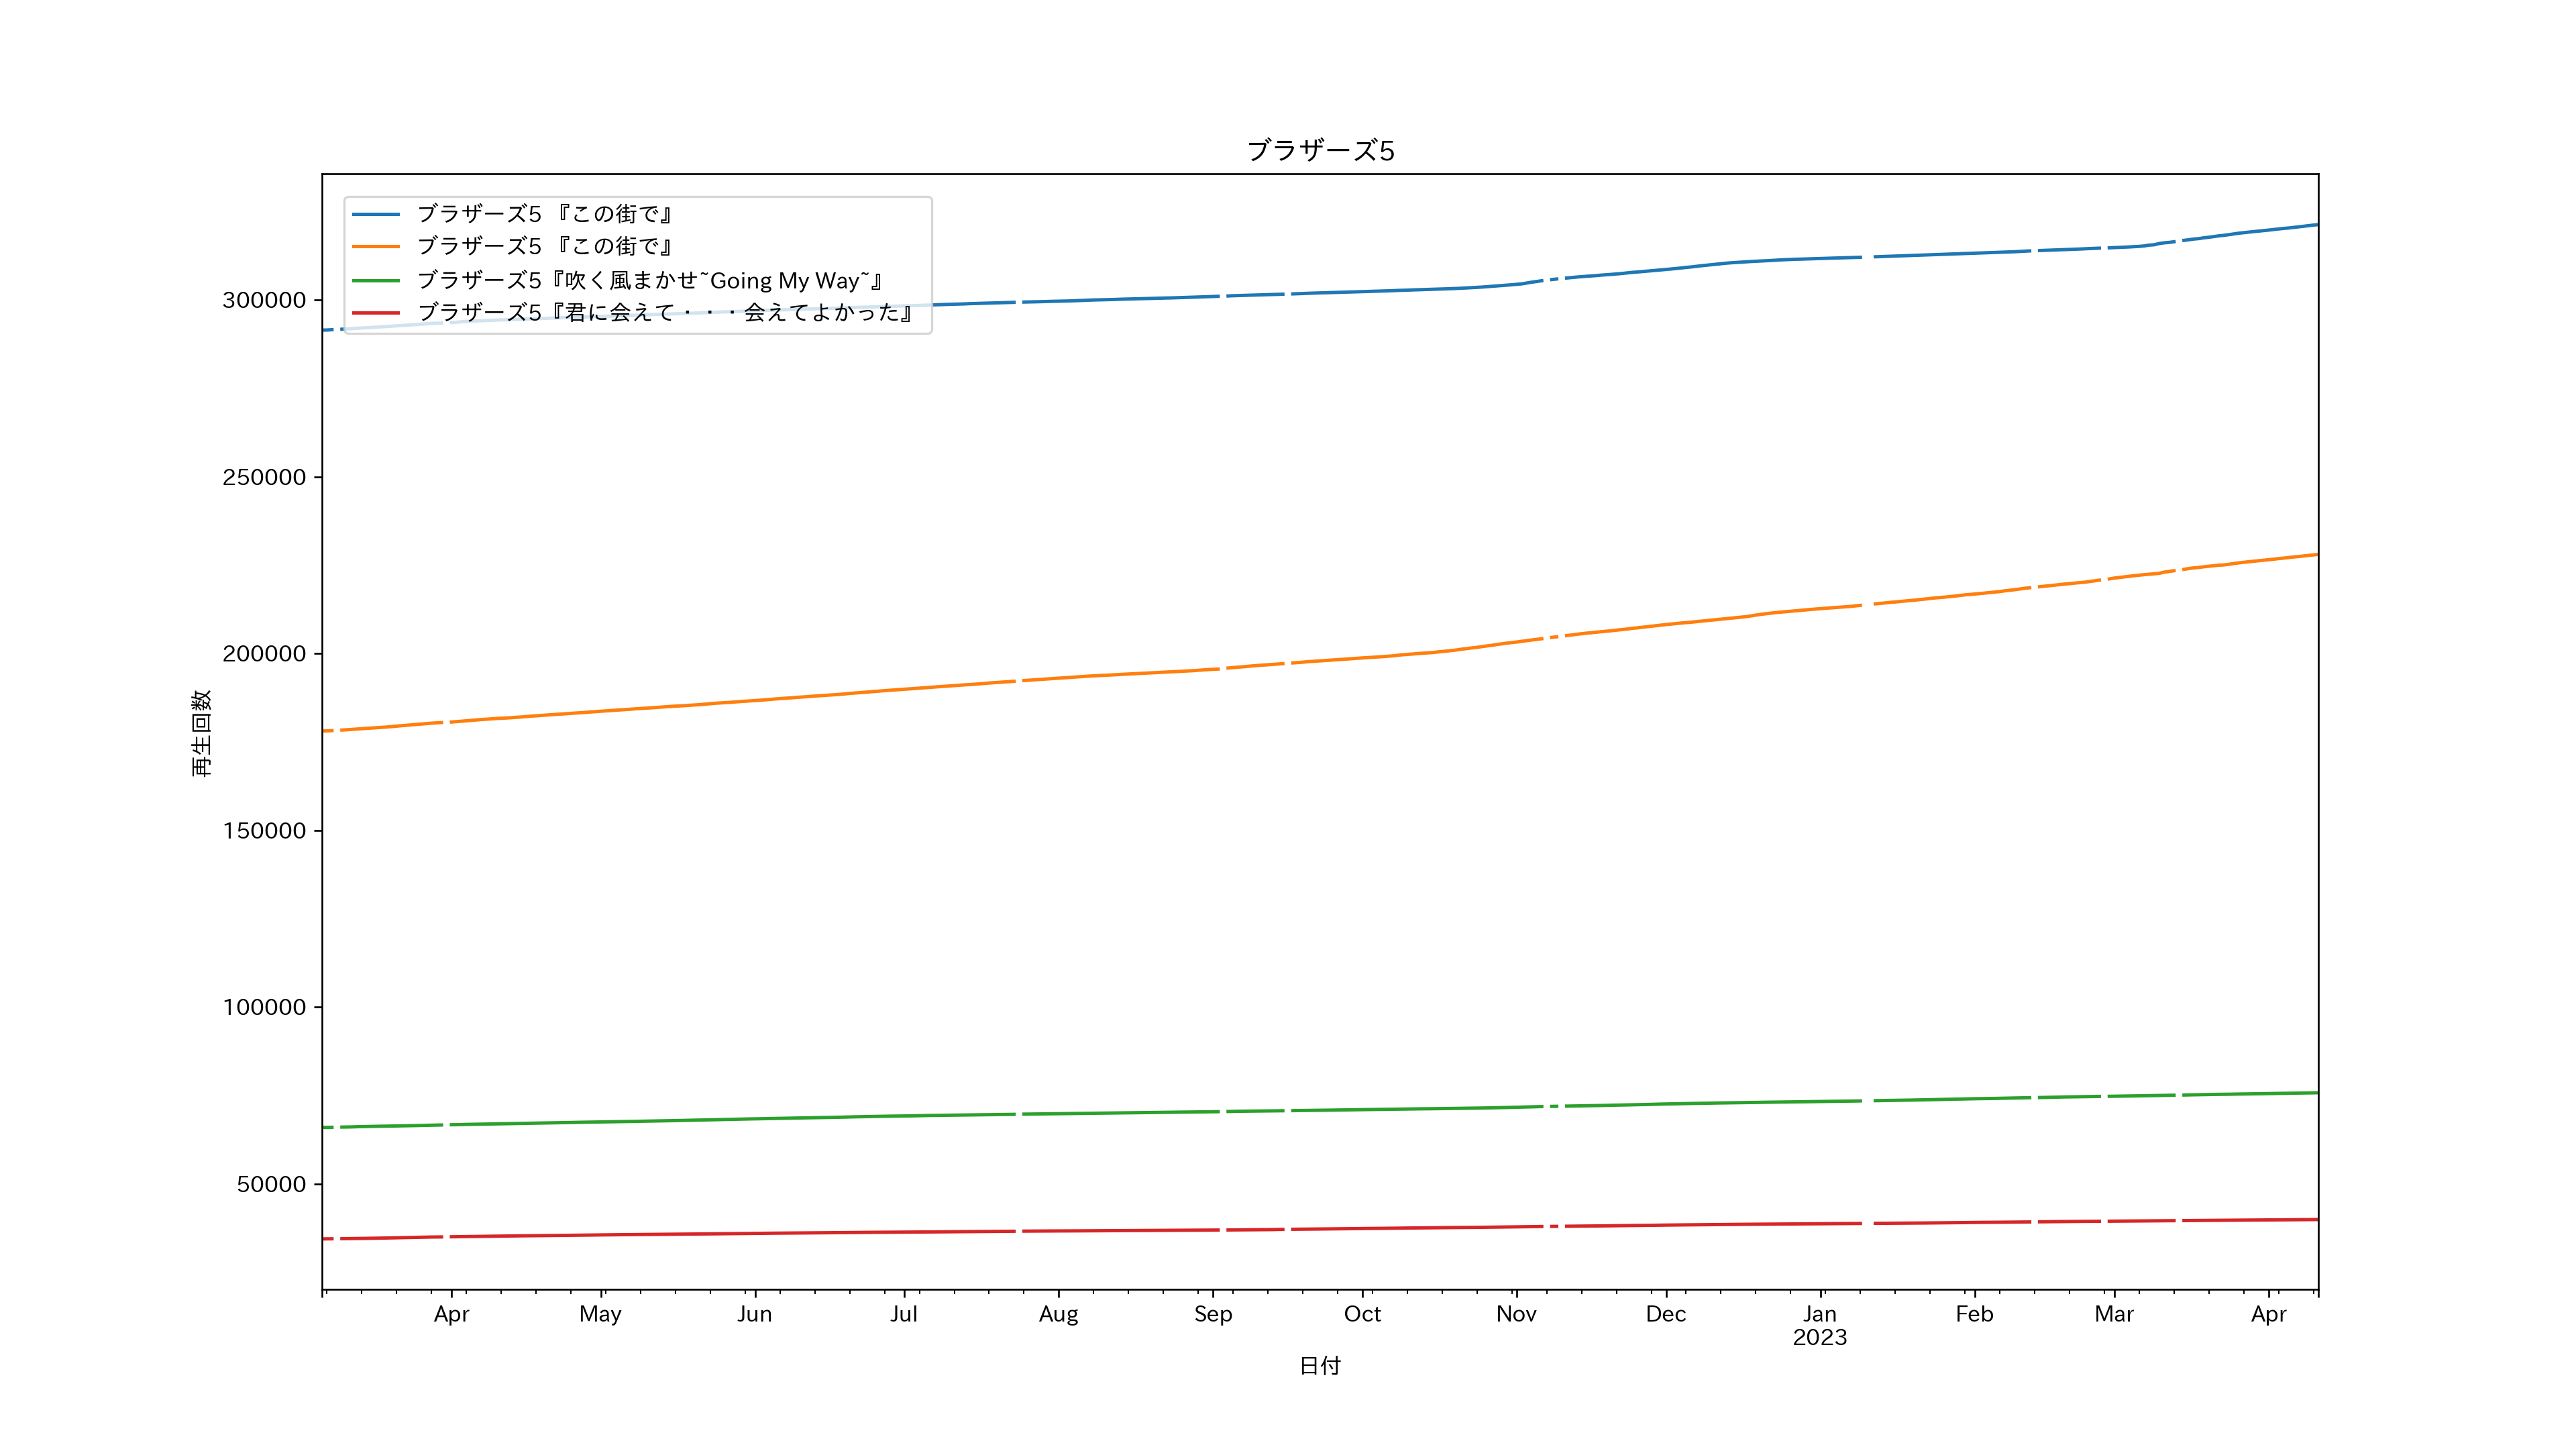 ブラザーズ5
ブラザーズ5 『この街で』
ブラザーズ5 『この街で』
ブラザーズ5『吹く風まかせ~Going My Way~』
ブラザーズ5『君に会えて・・・会えてよかった』
300000
250000
200000
150000
100000
50000
再生回数
Apr May Jun Jul Aug Sep Oct Nov Dec Jan Feb Mar Apr
2023
日付